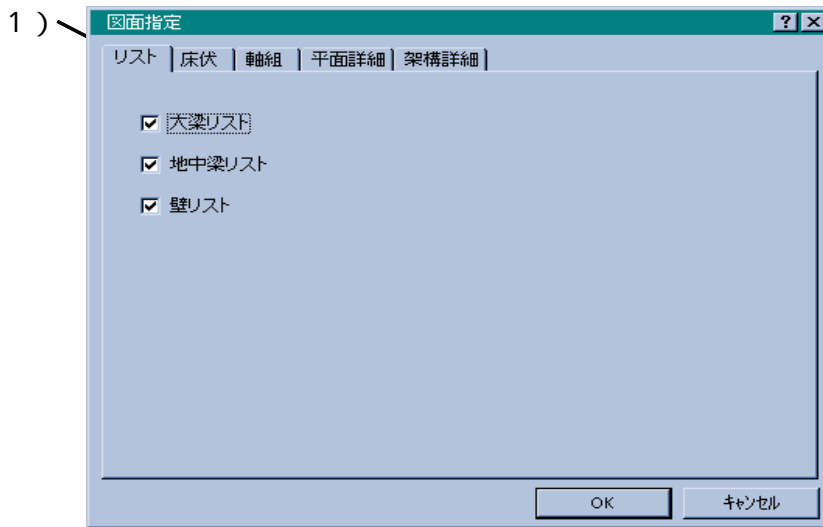 1 )
図面指定
リスト 床伏 軸組 平面詳細 架構詳細
大梁リスト
地中梁リスト
壁リスト
OK キャンセル